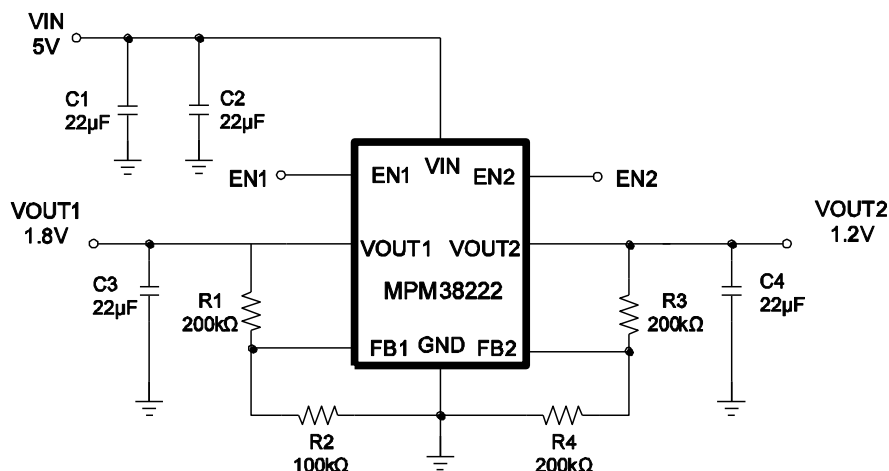 VIN
5V
C1
22µF
C2
22µF
EN1
EN1
VIN
EN2
EN2
VOUT1
1.8V
VOUT1
VOUT2
VOUT2
1.2V
MPM38222
C3
22µF
R1
200kΩ
R3
200kΩ
C4
22µF
FB1
GND
FB2
R2
100kΩ
R4
200kΩ